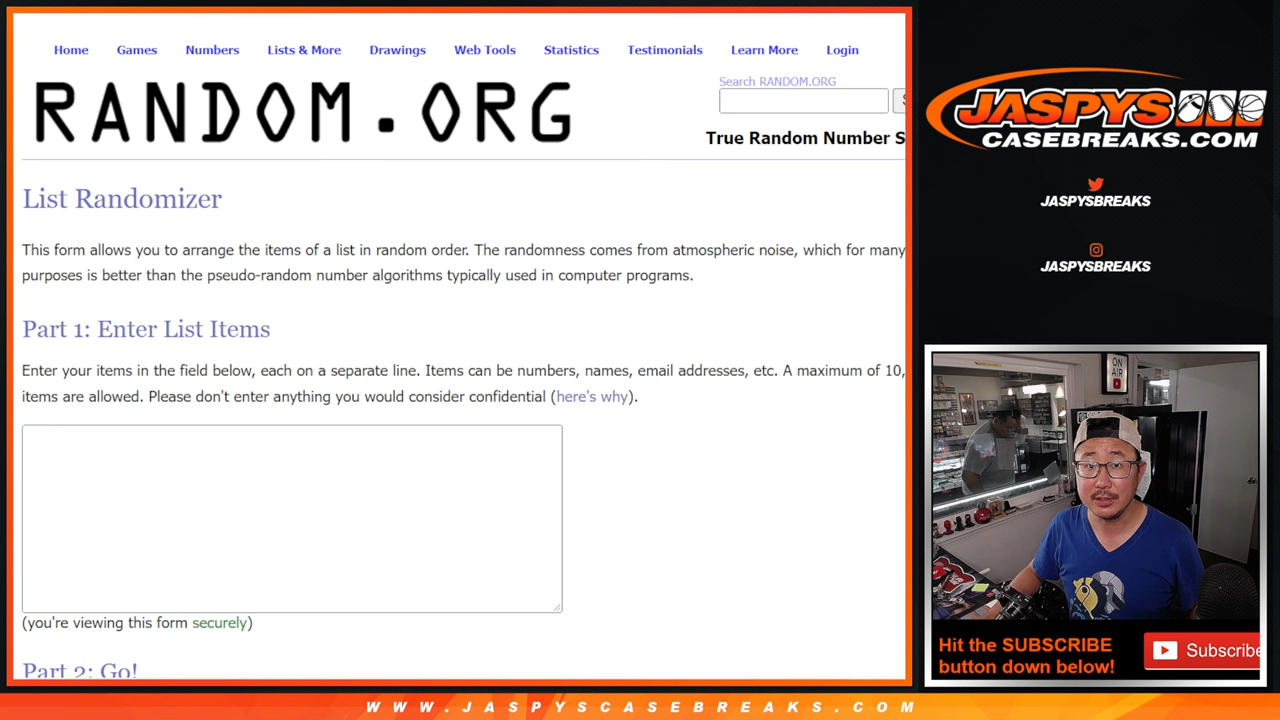 Home Games Numbers Lists & More Drawings Web Tools Statistics Testimonials Learn More Login
RANDOM.ORG
Search RANDOM.ORG
S
True Random Number S
List Randomizer
This form allows you to arrange the items of a list in random order. The randomness comes from atmospheric noise, which for many
purposes is better than the pseudo-random number algorithms typically used in computer programs.
Part 1: Enter List Items
Enter your items in the field below, each on a separate line. Items can be numbers, names, email addresses, etc. A maximum of 10,
items are allowed. Please don't enter anything you would consider confidential (here's why).
(you're viewing this form securely)
Part 2: Go!
JASPYS
CASEBREAKS.COM
JASPYSBREAKS
JASPYSBREAKS
ON
AIR
Hit the SUBSCRIBE
button down below!
Subscribe
WWW.JASPYSCASEBREAKS.COM